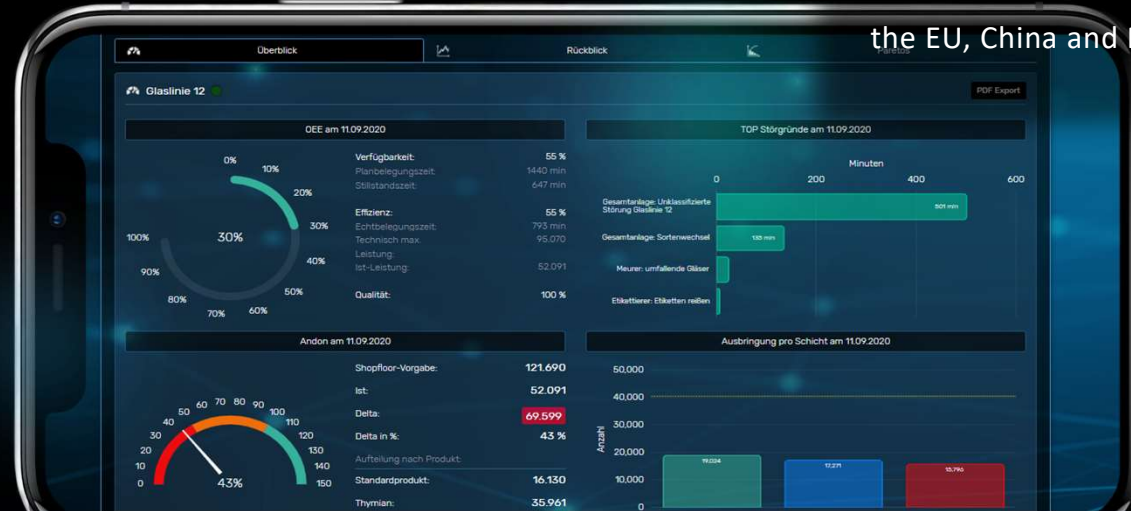 the EU, China and
Überblick
Rückblick
Paretos
Glaslinie 12
PDF Export
OEE am 11.09.2020
0%
10%
20%
30%
40%
50%
60%
70%
80%
90%
100%
30%
Verfügbarkeit: 55 %
Planbelegungszeit: 1440 min
Stillstandszeit: 647 min
Effizienz: 55 %
Echtbelegungszeit: 793 min
Technisch max. 95.070
Leistung:
Ist-Leistung: 52.091
Qualität: 100 %
TOP Störgründe am 11.09.2020
Minuten
0 200 400 600
Gesamtanlage: Unklassifizierte
Störung Glaslinie 12
501 min
Gesamtanlage: Sortenwechsel
Meurer: umfallende Gläser
Etikettierer: Etiketten reißen
Andon am 11.09.2020
0
10
20
30
40
50
60
70
80
90
100
110
120
130
140
150
43%
Shopfloor-Vorgabe: 121.690
Ist: 52.091
Delta: 69.599
Delta in %: 43 %
Aufteilung nach Produkt:
Standardprodukt: 16.130
Thymian: 35.961
Ausbringung pro Schicht am 11.09.2020
Anzahl
50,000
40,000
30,000
20,000
10,000
0
19.024
17.271
15.796